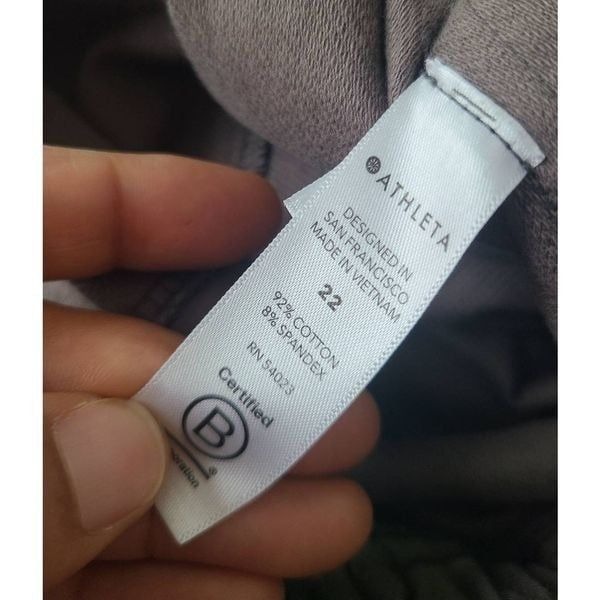 ATHLETA
DESIGNED IN
SAN FRANCISCO
MADE IN VIETNAM
22
92% COTTON
8% SPANDEX
RN 54023
Certified
B
®